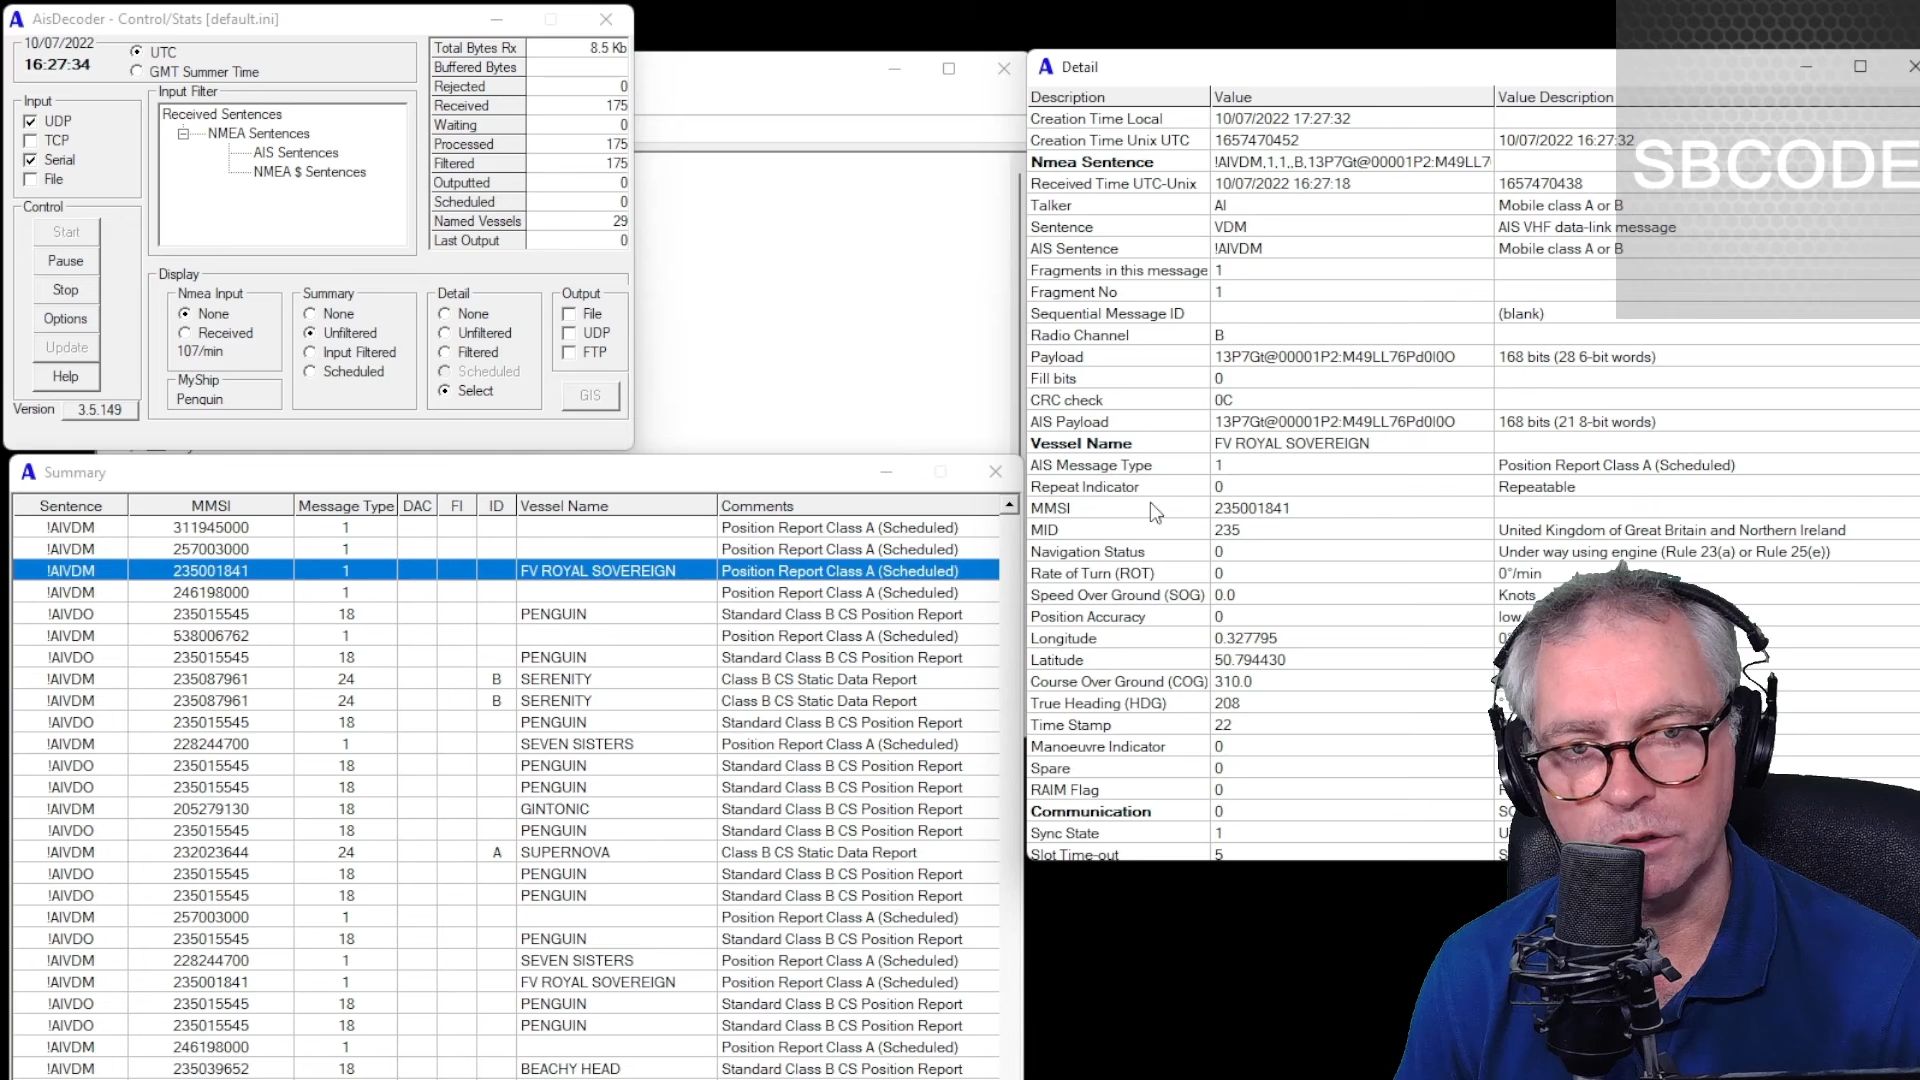 AisDecoder - Control/Stats [default.ini]
10/07/2022
16:27:34
UTC
GMT Summer Time
Input
UDP
TCP
Serial
File
Control
Start
Pause
Stop
Options
Update
Help
Version 3.5.149
Input Filter
Received Sentences
NMEA Sentences
AIS Sentences
NMEA $ Sentences
Total Bytes Rx 8.5 Kb
Buffered Bytes
Rejected 0
Received 175
Waiting 0
Processed 175
Filtered 175
Outputted 0
Scheduled 0
Named Vessels 29
Last Output 0
Display
Nmea Input
None
Received
107/min
MyShip
Penguin
Summary
None
Unfiltered
Input Filtered
Scheduled
Detail
None
Unfiltered
Filtered
Scheduled
Select
Output
File
UDP
FTP
GIS
Summary
Sentence MMSI Message Type DAC FI ID Vessel Name Comments
!AIVDM 311945000 1 Position Report Class A (Scheduled)
!AIVDM 257003000 1 Position Report Class A (Scheduled)
!AIVDM 235001841 1 FV ROYAL SOVEREIGN Position Report Class A (Scheduled)
!AIVDM 246198000 1 Position Report Class A (Scheduled)
!AIVDO 235015545 18 PENGUIN Standard Class B CS Position Report
!AIVDM 538006762 1 Position Report Class A (Scheduled)
!AIVDO 235015545 18 PENGUIN Standard Class B CS Position Report
!AIVDM 235087961 24 B SERENITY Class B CS Static Data Report
!AIVDM 235087961 24 B SERENITY Class B CS Static Data Report
!AIVDO 235015545 18 PENGUIN Standard Class B CS Position Report
!AIVDM 228244700 1 SEVEN SISTERS Position Report Class A (Scheduled)
!AIVDO 235015545 18 PENGUIN Standard Class B CS Position Report
!AIVDO 235015545 18 PENGUIN Standard Class B CS Position Report
!AIVDM 205279130 18 GINTONIC Standard Class B CS Position Report
!AIVDO 235015545 18 PENGUIN Standard Class B CS Position Report
!AIVDM 232023644 24 A SUPERNOVA Class B CS Static Data Report
!AIVDO 235015545 18 PENGUIN Standard Class B CS Position Report
!AIVDO 235015545 18 PENGUIN Standard Class B CS Position Report
!AIVDM 257003000 1 Position Report Class A (Scheduled)
!AIVDO 235015545 18 PENGUIN Standard Class B CS Position Report
!AIVDM 228244700 1 SEVEN SISTERS Position Report Class A (Scheduled)
!AIVDM 235001841 1 FV ROYAL SOVEREIGN Position Report Class A (Scheduled)
!AIVDO 235015545 18 PENGUIN Standard Class B CS Position Report
!AIVDO 235015545 18 PENGUIN Standard Class B CS Position Report
!AIVDM 246198000 1 Position Report Class A (Scheduled)
!AIVDM 235039652 18 BEACHY HEAD Standard Class B CS Position Report
Detail
Description Value Value Description
Creation Time Local 10/07/2022 17:27:32
Creation Time Unix UTC 1657470452 10/07/2022 16:27:32
Nmea Sentence !AIVDM,1,1,,B,13P7Gt@00001P2:M49LL7
Received Time UTC-Unix 10/07/2022 16:27:18 1657470438
Talker AI Mobile class A or B
Sentence VDM AIS VHF data-link message
AIS Sentence !AIVDM Mobile class A or B
Fragments in this message 1
Fragment No 1
Sequential Message ID (blank)
Radio Channel B
Payload 13P7Gt@00001P2:M49LL76Pd0l0O 168 bits (28 6-bit words)
Fill bits 0
CRC check 0C
AIS Payload 13P7Gt@00001P2:M49LL76Pd0l0O 168 bits (21 8-bit words)
Vessel Name FV ROYAL SOVEREIGN
AIS Message Type 1 Position Report Class A (Scheduled)
Repeat Indicator 0 Repeatable
MMSI 235001841
MID 235 United Kingdom of Great Britain and Northern Ireland
Navigation Status 0 Under way using engine (Rule 23(a) or Rule 25(e))
Rate of Turn (ROT) 0 0°/min
Speed Over Ground (SOG) 0.0 Knots
Position Accuracy 0 low
Longitude 0.327795
Latitude 50.794430
Course Over Ground (COG) 310.0
True Heading (HDG) 208
Time Stamp 22
Manoeuvre Indicator 0
Spare 0
RAIM Flag 0
Communication 0
Sync State 1
Slot Time-out 5
SBCODE